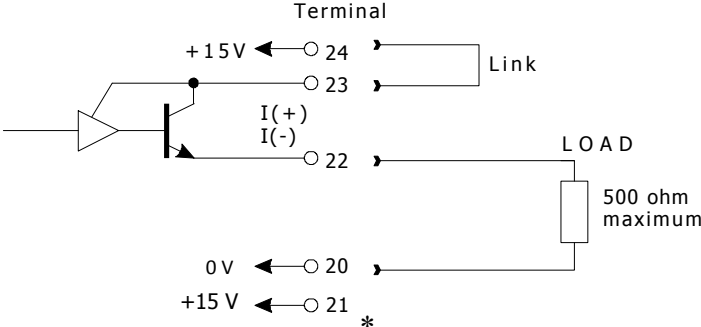 Terminal
+15V 24
23
Link
I(+)
I(-)
22
LOAD
500 ohm
maximum
0V 20
+15 V 21
*